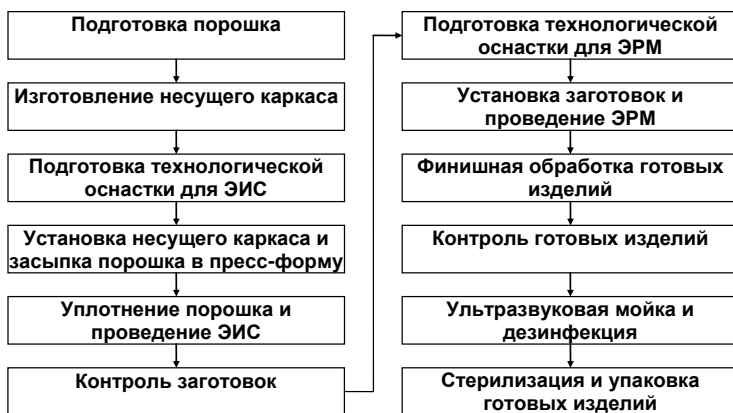 Подготовка порошка
Изготовление несущего каркаса
Подготовка технологической
оснастки для ЭИС
Установка несущего каркаса и
засыпка порошка в пресс-форму
Уплотнение порошка и
проведение ЭИС
Контроль заготовок
Подготовка технологической
оснастки для ЭРМ
Установка заготовок и
проведение ЭРМ
Финишная обработка готовых
изделий
Контроль готовых изделий
Ультразвуковая мойка и
дезинфекция
Стерилизация и упаковка
готовых изделий